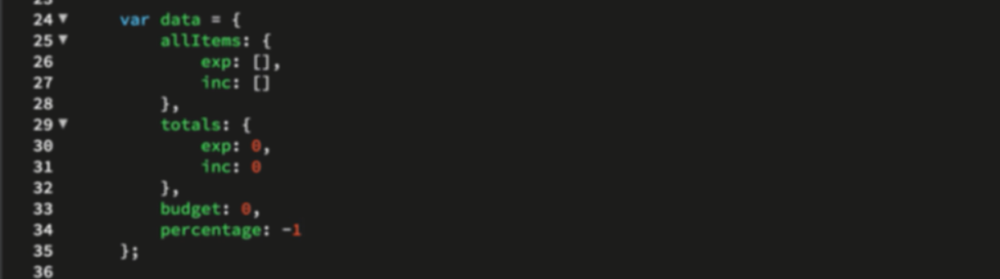 24 ▼ var data = {
25 ▼ allItems: {
26 exp: [],
27 inc: []
28 },
29 ▼ totals: {
30 exp: 0,
31 inc: 0
32 },
33 budget: 0,
34 percentage: -1
35 };
36